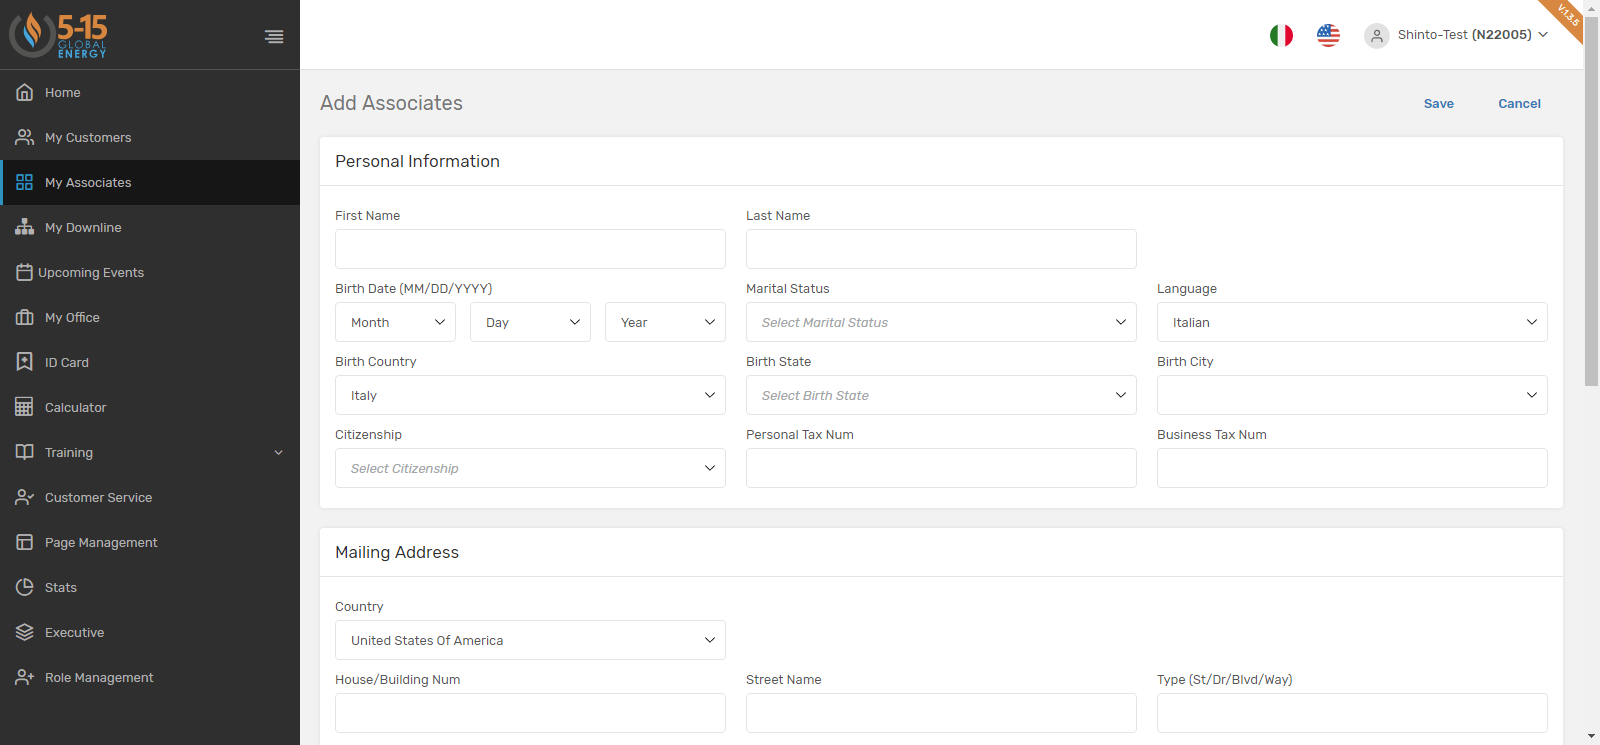 5-15
GLOBAL
ENERGY
Shinto-Test (N22005)
V.1.3.5
Home
My Customers
My Associates
My Downline
Upcoming Events
My Office
ID Card
Calculator
Training
Customer Service
Page Management
Stats
Executive
Role Management
Add Associates
Save
Cancel
Personal Information
First Name
Last Name
Birth Date (MM/DD/YYYY)
Marital Status
Language
Month
Day
Year
Select Marital Status
Italian
Birth Country
Birth State
Birth City
Italy
Select Birth State
Citizenship
Personal Tax Num
Business Tax Num
Select Citizenship
Mailing Address
Country
United States Of America
House/Building Num
Street Name
Type (St/Dr/Blvd/Way)